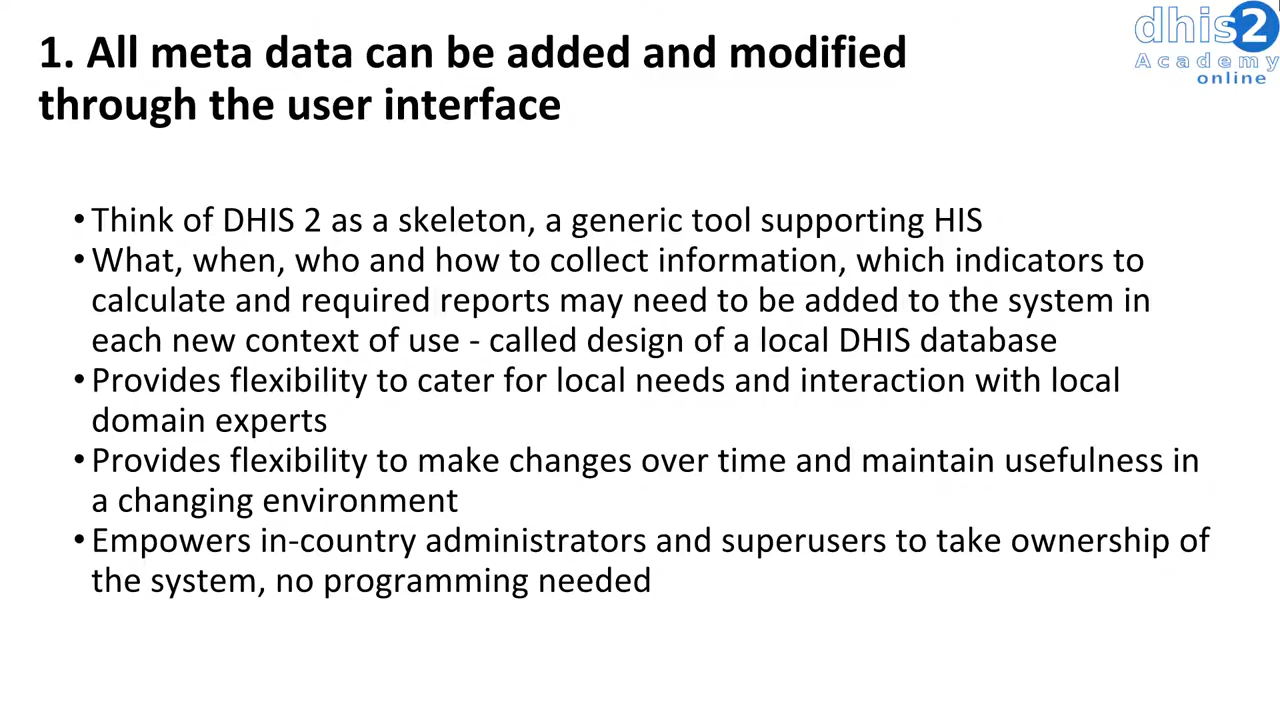 dhis2
Academy
online
1. All meta data can be added and modified
through the user interface
•Think of DHIS 2 as a skeleton, a generic tool supporting HIS
•What, when, who and how to collect information, which indicators to
calculate and required reports may need to be added to the system in
each new context of use - called design of a local DHIS database
•Provides flexibility to cater for local needs and interaction with local
domain experts
•Provides flexibility to make changes over time and maintain usefulness in
a changing environment
•Empowers in-country administrators and superusers to take ownership of
the system, no programming needed